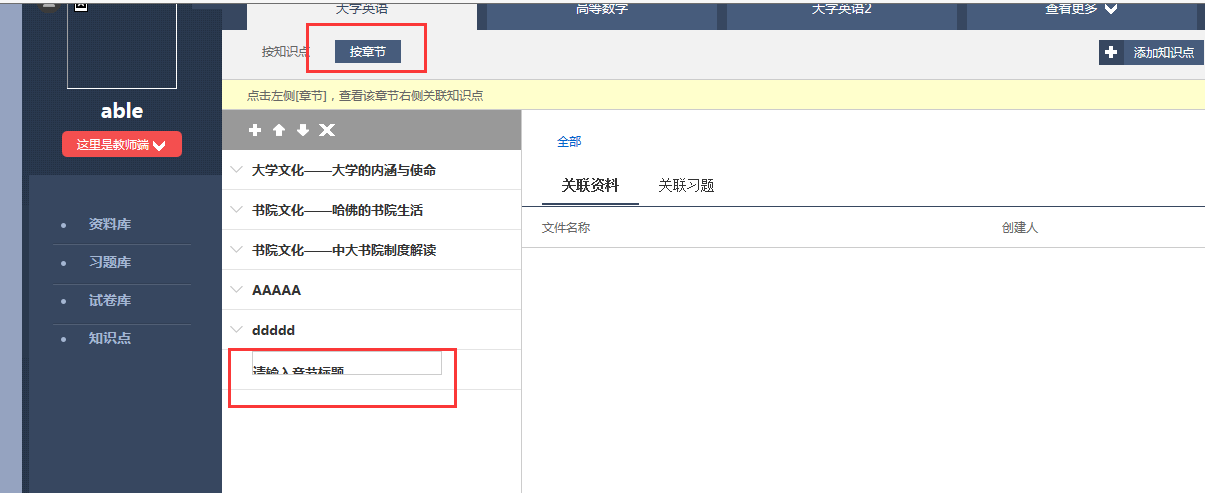 大学英语
高等数学
大学英语2
查看更多
按知识点
按章节
添加知识点
able
这里是教师端
点击左侧[章节]，查看该章节右侧关联知识点
资料库
习题库
试卷库
知识点
大学文化——大学的内涵与使命
书院文化——哈佛的书院生活
书院文化——中大书院制度解读
AAAAA
ddddd
请输入章节标题
全部
关联资料
关联习题
文件名称
创建人